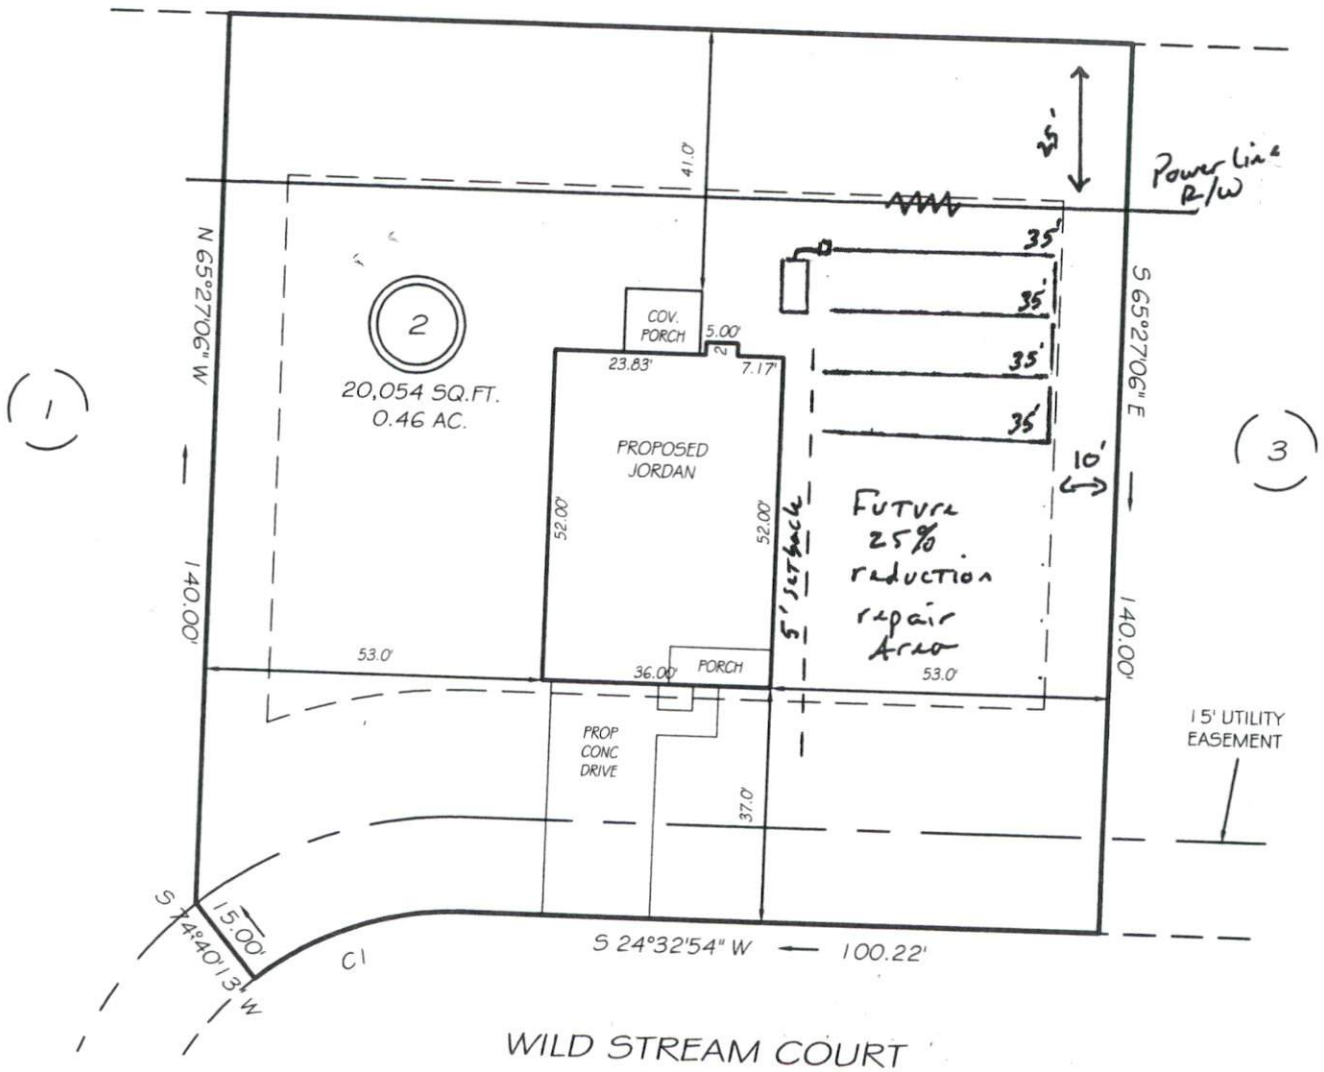 41.0'
25'
Power Line
R/W
N 65°27'06" W
140.00'
1
2
20,054 SQ.FT.
0.46 AC.
COV.
PORCH
5.00'
2'
23.83'
7.17'
PROPOSED
JORDAN
52.00'
52.00'
35'
35'
35'
35'
10'
5' setback
Future
25%
reduction
repair
Area
S 65°27'06" E
140.00'
3
53.0'
36.00'
PORCH
53.0'
PROP
CONC
DRIVE
37.0'
15' UTILITY
EASEMENT
15.00'
S 74°40'13" W
C1
S 24°32'54" W
100.22'
WILD STREAM COURT